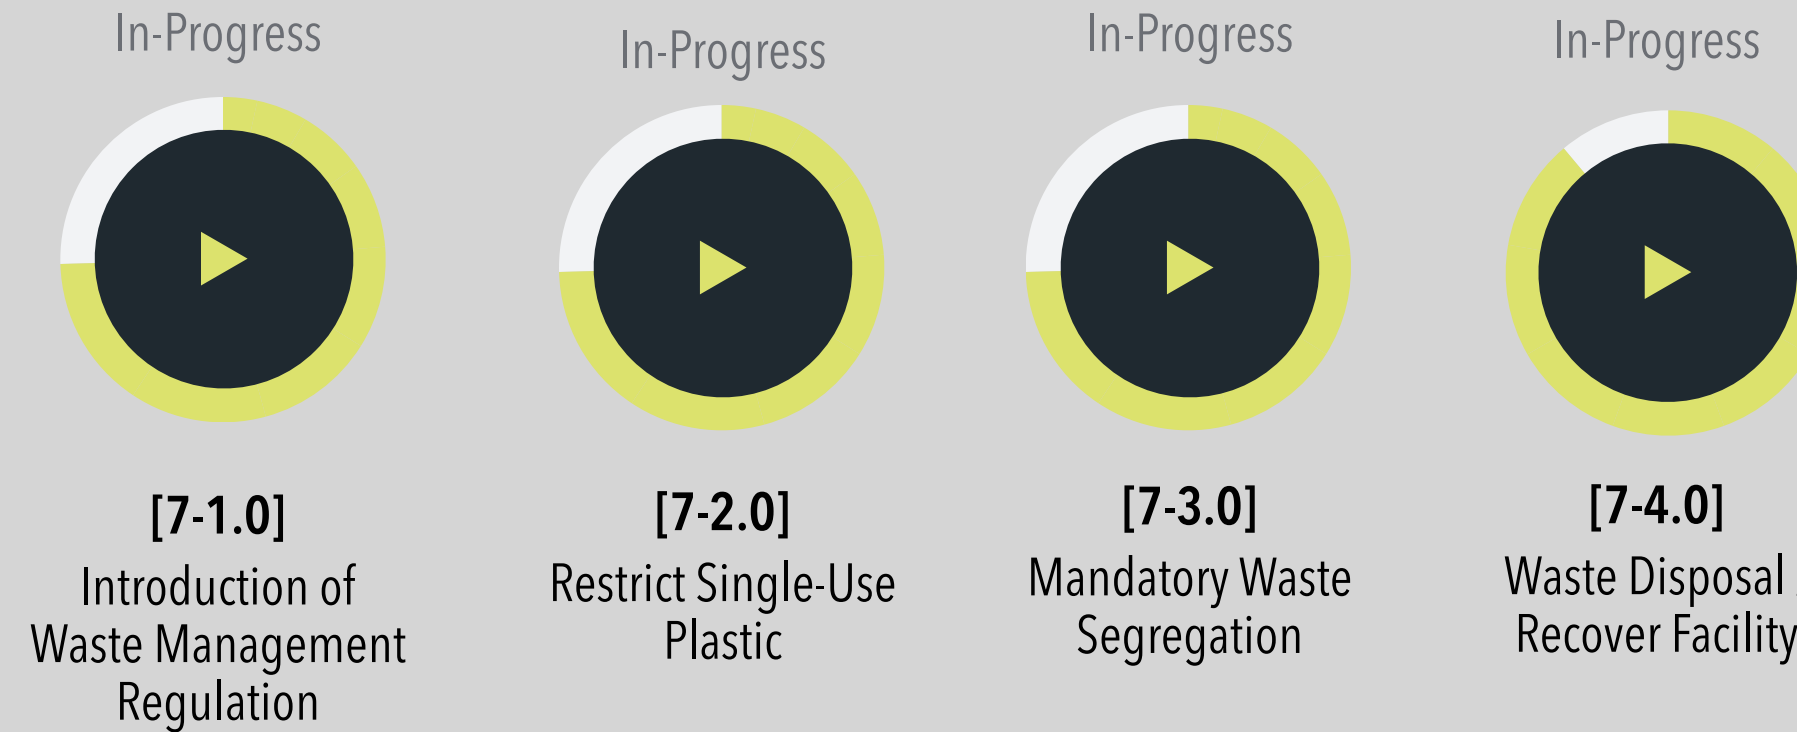 In-Progress
[7-1.0]
Introduction of
Waste Management
Regulation
In-Progress
[7-2.0]
Restrict Single-Use
Plastic
In-Progress
[7-3.0]
Mandatory Waste
Segregation
In-Progress
[7-4.0]
Waste Disposal
Recover Facility